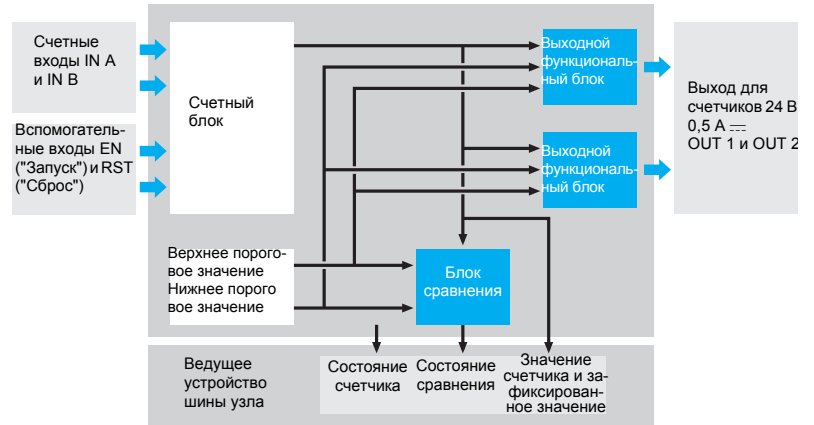 Счетные
входы IN A
и IN B
Вспомогатель-
ные входы EN
("Запуск") и RST
("Сброс")
Счетный
блок
Верхнее порого-
вое значение
Нижнее порого
вое значение
Выходной
функциональ-
ный блок
Выходной
функциональ-
ный блок
Блок
сравнения
Выход для
счетчиков 24 В
0,5 А ⎓
OUT 1 и OUT 2
Ведущее
устройство
шины узла
Состояние
счетчика
Состояние
сравнения
Значение
счетчика и за-
фиксирован-
ное значение